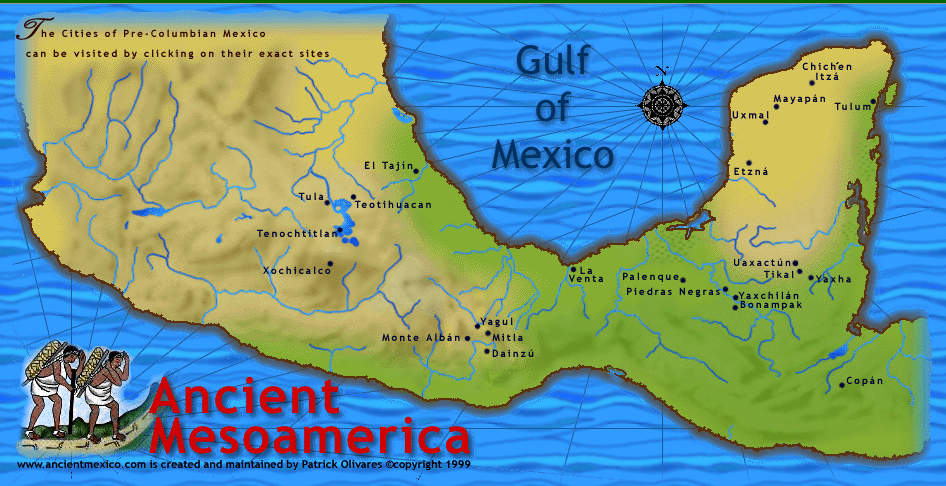 The Cities of Pre-Columbian Mexico
can be visited by clicking on their exact sites
Gulf
of
Mexico
N
Chichén
Itzá
Mayapán
Tulum
Uxmal
Etzná
El Tajín
Tula
Teotihuacan
Tenochtitlan
Xochicalco
Uaxactún
Tikal
Yaxha
La
Venta
Palenque
Piedras Negras
Yaxchilán
Bonampak
Yagul
Monte Albán
Mitla
Dainzú
Copán
Ancient
Mesoamerica
www.ancientmexico.com is created and maintained by Patrick Olivares ©copyright 1999